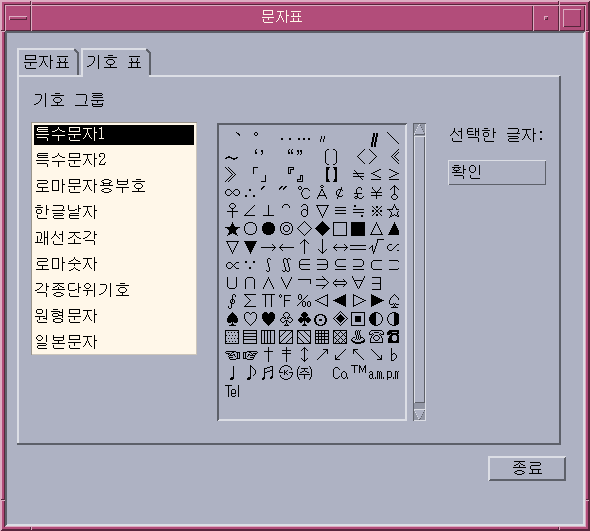 문자표
문자표
기호 표
기호 그룹
특수문자1
특수문자2
로마문자용부호
한글낱자
괘선조각
로마숫자
각종단위기호
원형문자
일본문자
、 。 ‥ … 〃 ∥ ＼
～ ‘’ “” 〔〕 〈〉 《
》 「」 『』 【】 ≒ ≤ ≥
∞ ∴ ′ ″ ℃ Å ¢ £ ¥ ♂
♀ ∠ ⊥ ⌒ ∂ ▽ ≡ ≒ ※ ☆
★ ○ ● ◎ ◇ ◆ □ ■ △ ▲
▽ ▼ → ← ↑ ↓ ↔ = √ ∽
∝ ∵ ∫ ∬ ∈ ∋ ⊆ ⊇ ⊂ ⊃
∪ ∩ ∧ ∨ ¬ ⇒ ⇔ ∀ ∃
∮ ∑ ∏ ℉ ‰ ◁ ◀ ▷ ▶ ♤
♠ ♡ ♥ ♧ ♣ ⊙ ◈ ▣ ◐ ◑
▒ ▤ ▥ ▨ ▧ ▦ ▩ ♨ ☏ ☎
☜ ☞ † ‡ ↕ ↗ ↙ ↖ ↘ ♭
♩ ♪ ♬ ㉿ ㈜ Co. ™ a.m. p.m
Tel
선택한 글자:
확인
종료